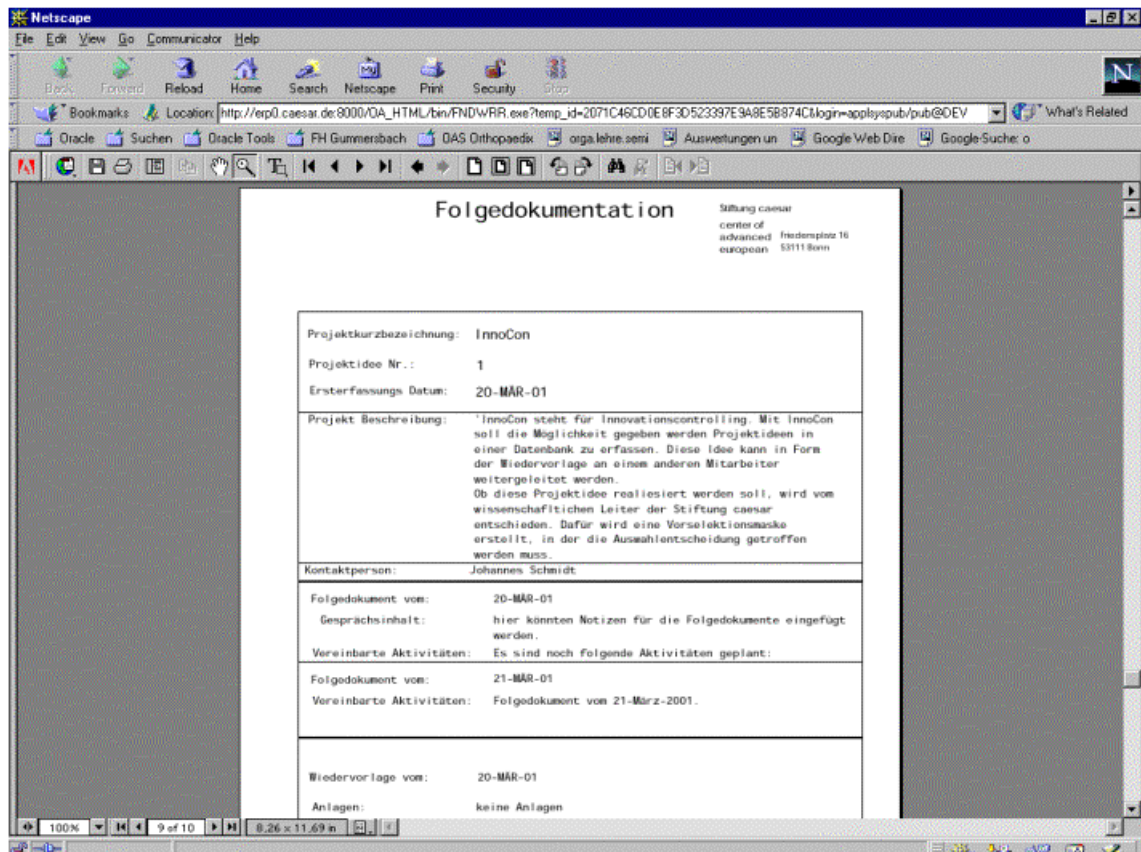 Netscape
File Edit View Go Communicator Help
Back Forward Reload Home Search Netscape Print Security Stop
Bookmarks Location: http://erp0.caesar.de:8000/OA_HTML/bin/FNDWRR.exe?temp_id=2071C46CD0E8F3D523397E9A8E5B874C&login=applsyspub/pub@DEV What's Related
Oracle Suchen Oracle Tools FH Gummersbach OAS Orthopaedix orga.lehre.semi Auswertungen un Google Web Dire Google-Suche: o
Folgedokumentation
Stiftung caesar
center of
advanced Friedensplatz 16
european 53111 Bonn
Projektkurzbezeichnung: InnoCon
Projektidee Nr.: 1
Ersterfassungs Datum: 20-MÄR-01
Projekt Beschreibung: 'InnoCon steht für Innovationscontrolling. Mit InnoCon
soll die Möglichkeit gegeben werden Projektideen in
einer Datenbank zu erfassen. Diese Idee kann in Form
der Wiedervorlage an einem anderen Mitarbeiter
weitergeleitet werden.
Ob diese Projektidee realiesiert werden soll, wird vom
wissenschafltichen Leiter der Stiftung caesar
entschieden. Dafür wird eine Vorselektionsmaske
erstellt, in der die Auswahlentscheidung getroffen
werden muss.
Kontaktperson: Johannes Schmidt
Folgedokument vom: 20-MÄR-01
Gesprächsinhalt: hier könnten Notizen für die Folgedokumente eingefügt
werden.
Vereinbarte Aktivitäten: Es sind noch folgende Aktivitäten geplant:
Folgedokument vom: 21-MÄR-01
Vereinbarte Aktivitäten: Folgedokument vom 21-März-2001.
Wiedervorlage vom: 20-MÄR-01
Anlagen: keine Anlagen
100% 9 of 10 8,26 x 11,69 in